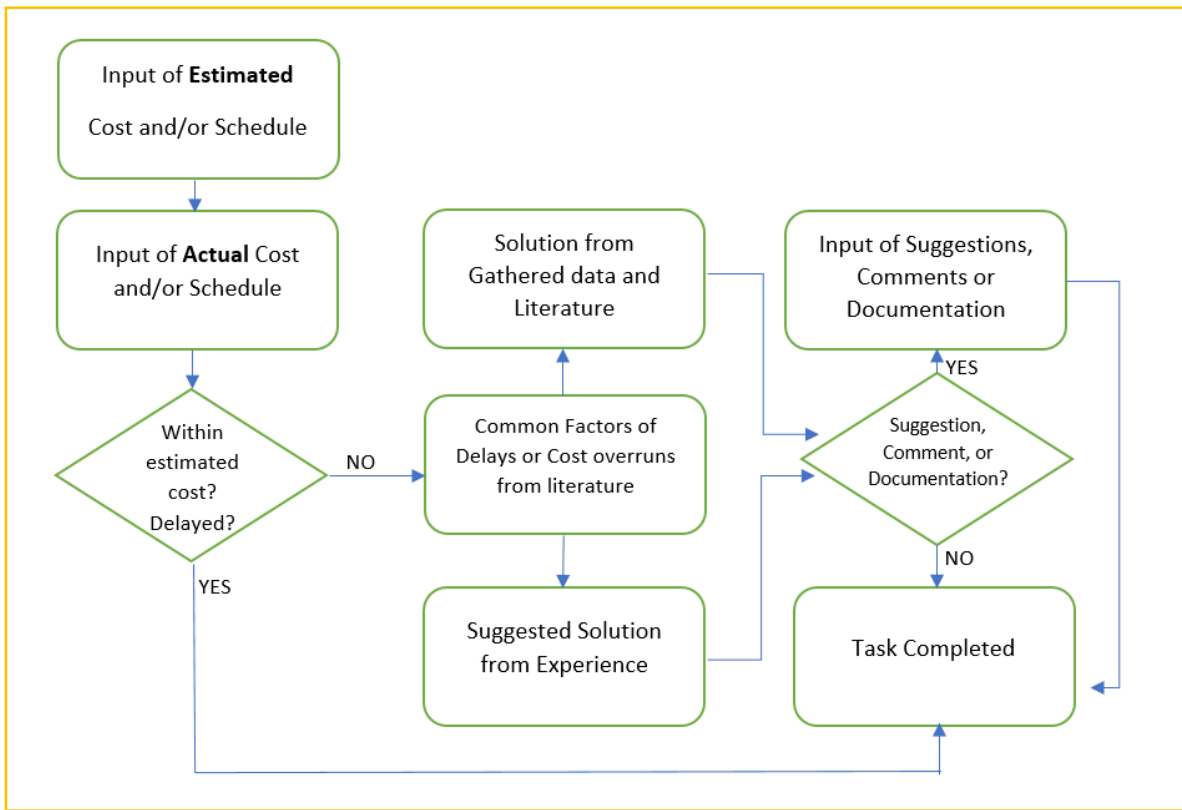 Input of Estimated
Cost and/or Schedule
Input of Actual Cost
and/or Schedule
Within
estimated
cost?
Delayed?
NO
YES
Solution from
Gathered data and
Literature
Common Factors of
Delays or Cost overruns
from literature
Suggested Solution
from Experience
Input of Suggestions,
Comments or
Documentation
YES
Suggestion,
Comment, or
Documentation?
NO
Task Completed